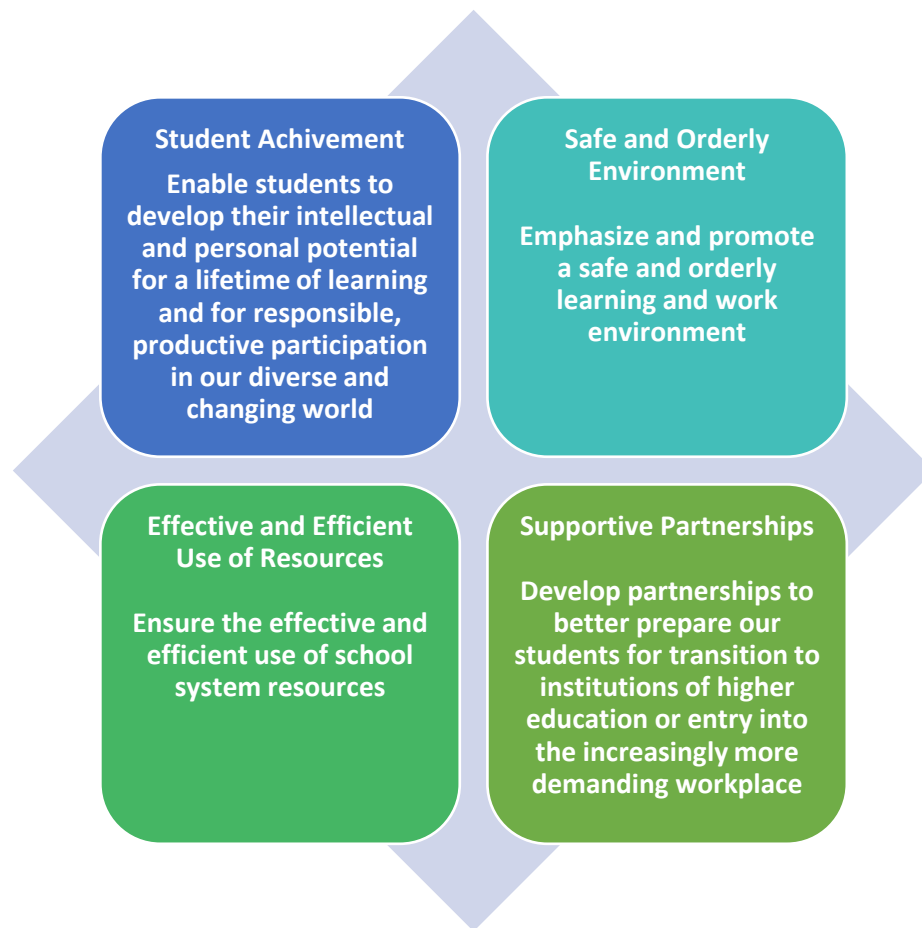 Student Achivement
Enable students to
develop their intellectual
and personal potential
for a lifetime of learning
and for responsible,
productive participation
in our diverse and
changing world
Safe and Orderly
Environment
Emphasize and promote
a safe and orderly
learning and work
environment
Effective and Efficient
Use of Resources
Ensure the effective and
efficient use of school
system resources
Supportive Partnerships
Develop partnerships to
better prepare our
students for transition to
institutions of higher
education or entry into
the increasingly more
demanding workplace